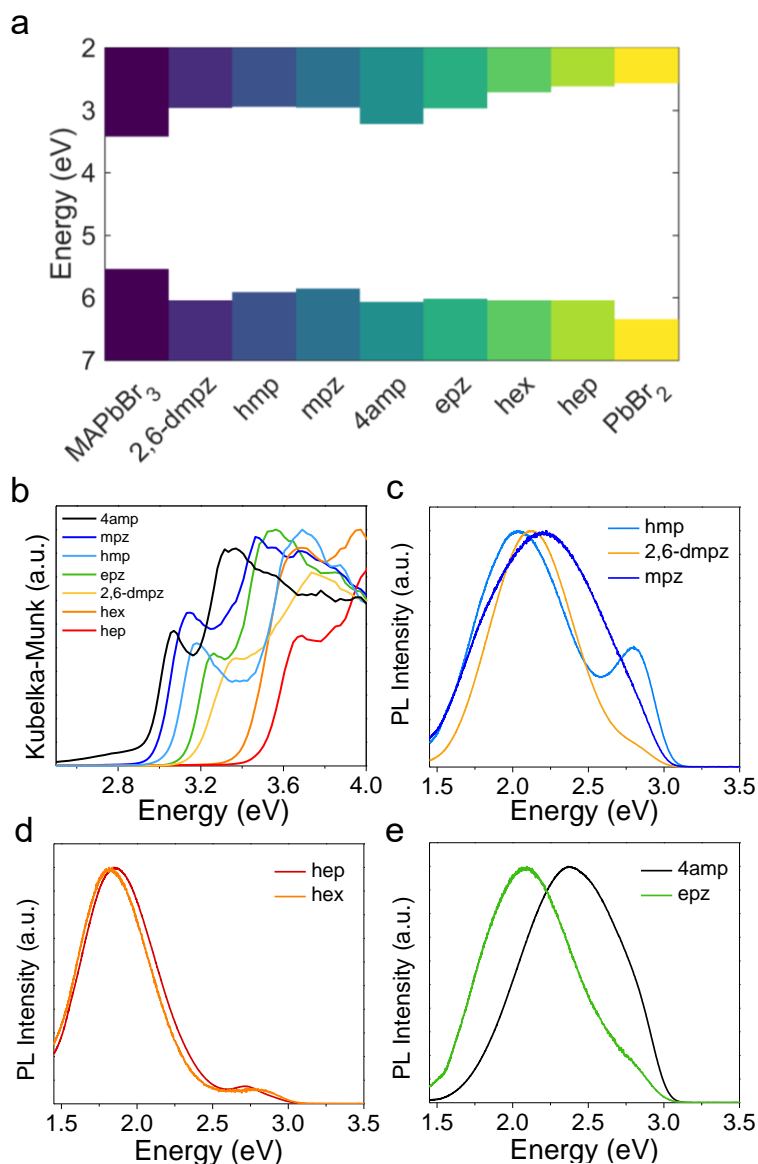 a
Energy (eV)
2
3
4
5
6
7
MAPbBr3
2,6-dmpz
hmp
mpz
4amp
epz
hex
hep
PbBr2
b
Kubelka-Munk (a.u.)
4amp
mpz
hmp
epz
2,6-dmpz
hex
hep
2.8 3.2 3.6 4.0
Energy (eV)
c
PL Intensity (a.u.)
hmp
2,6-dmpz
mpz
1.5 2.0 2.5 3.0 3.5
Energy (eV)
d
PL Intensity (a.u.)
hep
hex
1.5 2.0 2.5 3.0 3.5
Energy (eV)
e
PL Intensity (a.u.)
4amp
epz
1.5 2.0 2.5 3.0 3.5
Energy (eV)